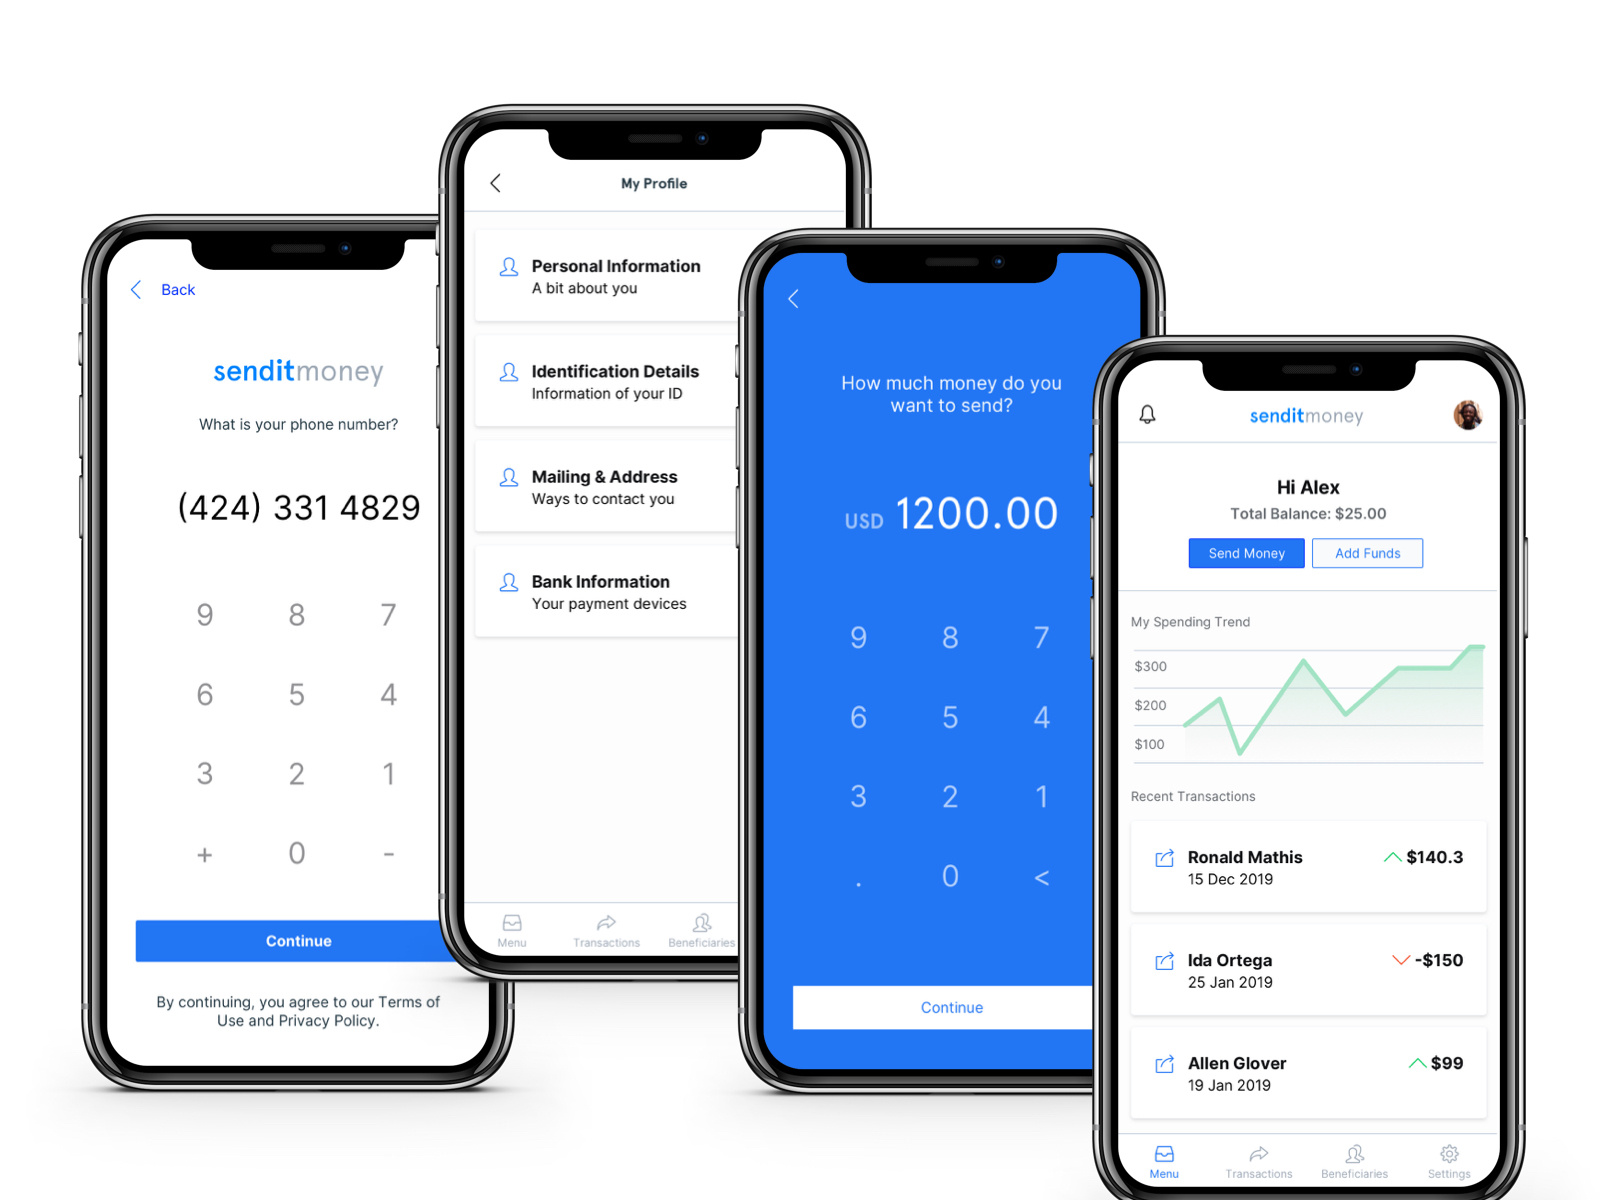 Back
senditmoney
What is your phone number?
(424) 331 4829
9 8 7
6 5 4
3 2 1
+ 0 -
Continue
By continuing, you agree to our Terms of
Use and Privacy Policy.
My Profile
Personal Information
A bit about you
Identification Details
Information of your ID
Mailing & Address
Ways to contact you
Bank Information
Your payment devices
Menu Transactions Beneficiaries
How much money do you
want to send?
USD 1200.00
9 8 7
6 5 4
3 2 1
. 0 <
Continue
senditmoney
Hi Alex
Total Balance: $25.00
Send Money Add Funds
My Spending Trend
$300
$200
$100
Recent Transactions
Ronald Mathis $140.3
15 Dec 2019
Ida Ortega -$150
25 Jan 2019
Allen Glover $99
19 Jan 2019
Menu Transactions Beneficiaries Settings